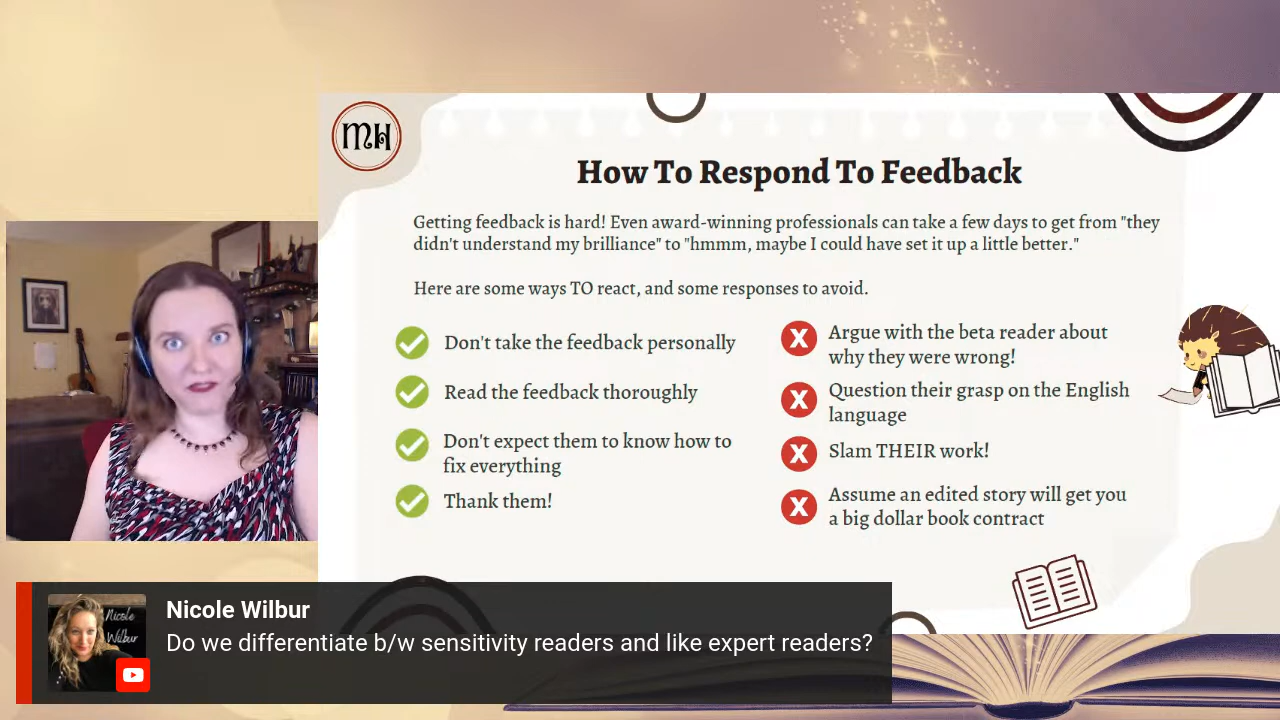 MH
How To Respond To Feedback
Getting feedback is hard! Even award-winning professionals can take a few days to get from "they
didn't understand my brilliance" to "hmmm, maybe I could have set it up a little better."
Here are some ways TO react, and some responses to avoid.
Don't take the feedback personally
Read the feedback thoroughly
Don't expect them to know how to
fix everything
Thank them!
X Argue with the beta reader about
why they were wrong!
X Question their grasp on the English
language
X Slam THEIR work!
X Assume an edited story will get you
a big dollar book contract
Nicole
Wilbur
Nicole Wilbur
Do we differentiate b/w sensitivity readers and like expert readers?